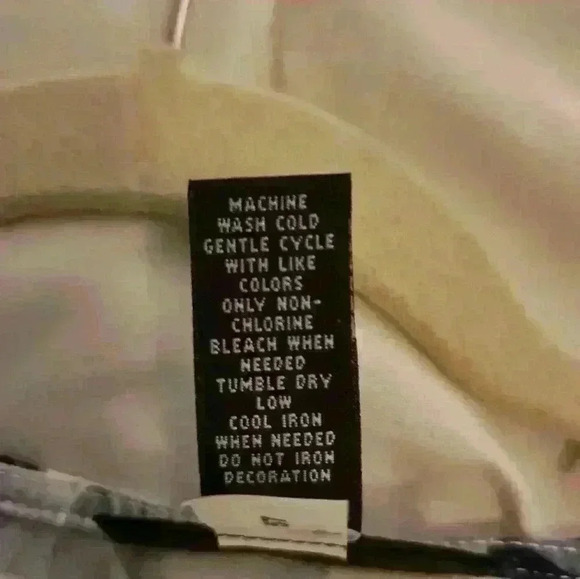 MACHINE
WASH COLD
GENTLE CYCLE
WITH LIKE
COLORS
ONLY NON-
CHLORINE
BLEACH WHEN
NEEDED
TUMBLE DRY
LOW
COOL IRON
WHEN NEEDED
DO NOT IRON
DECORATION